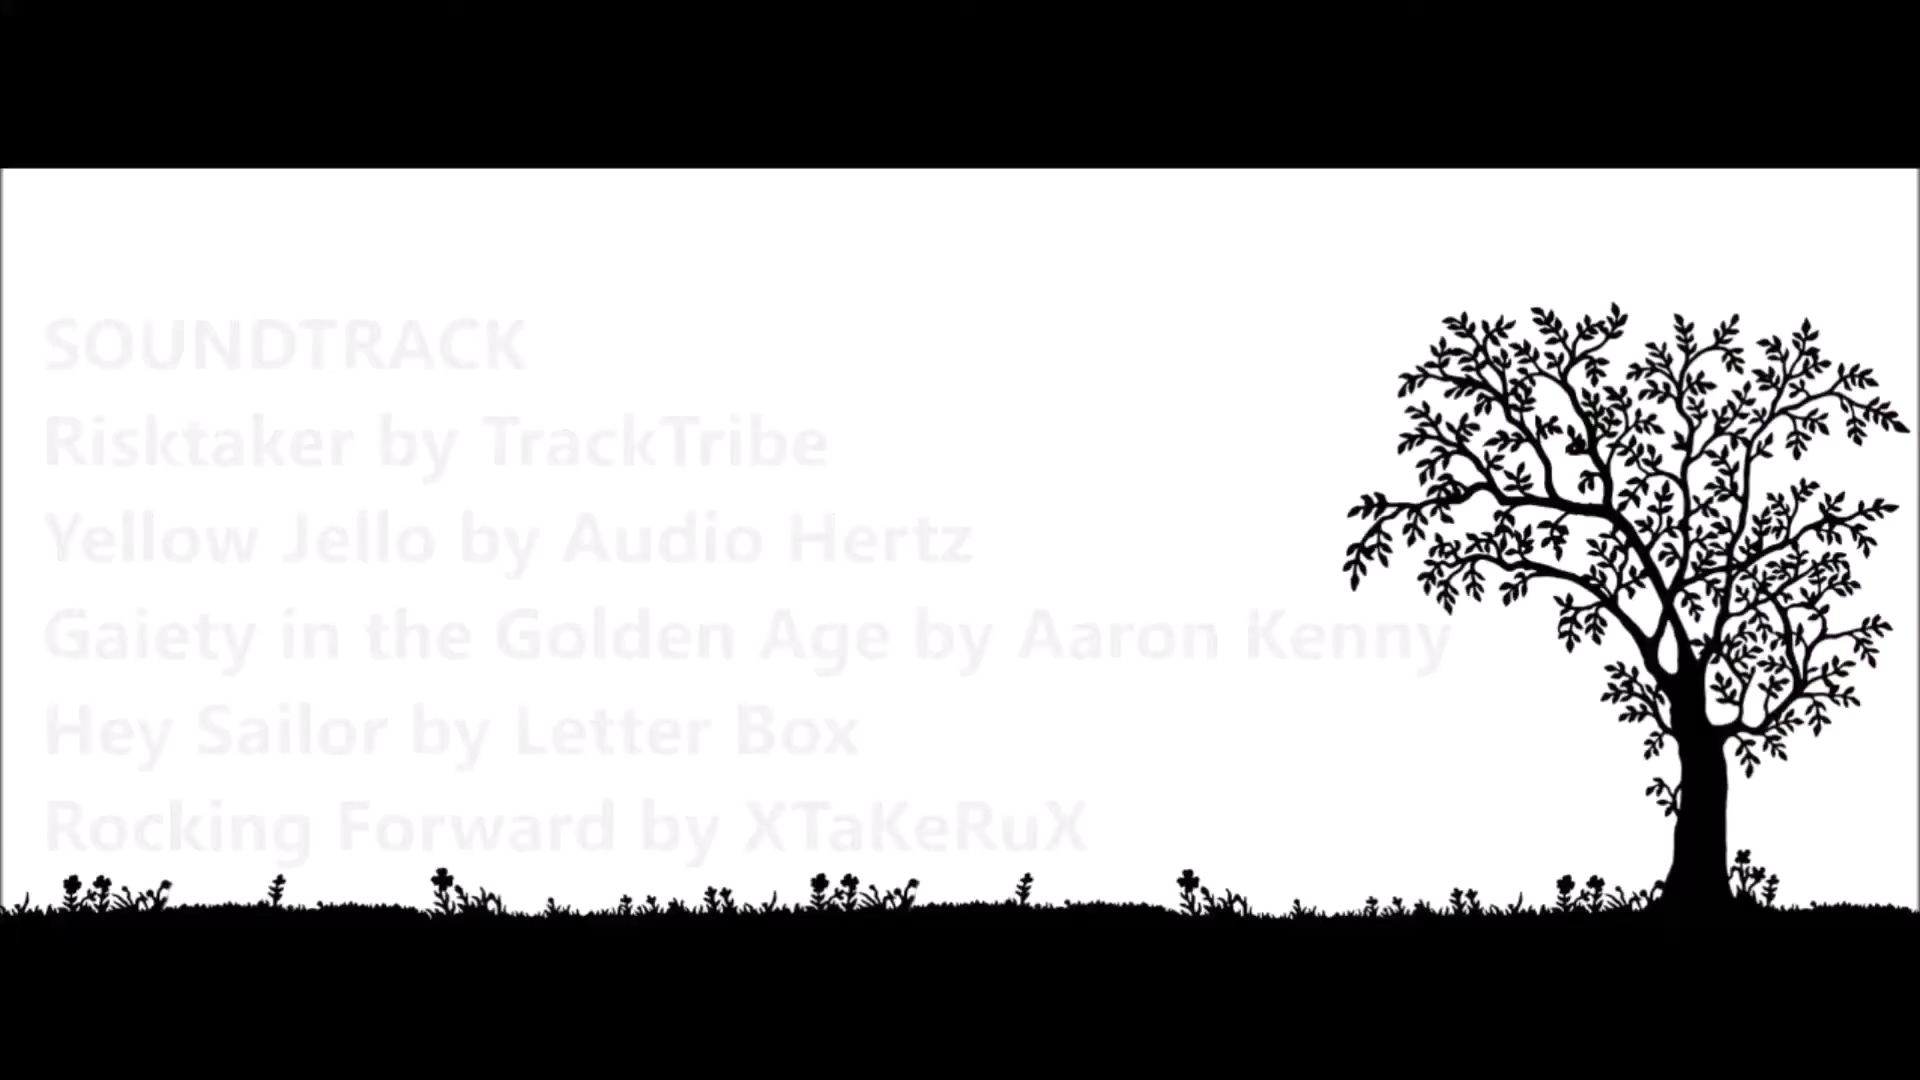 SOUNDTRACK
Risktaker by TrackTribe
Yellow Jello by Audio Hertz
Gaiety in the Golden Age by Aaron Kenny
Hey Sailor by Letter Box
Rocking Forward by XTaKeRuX